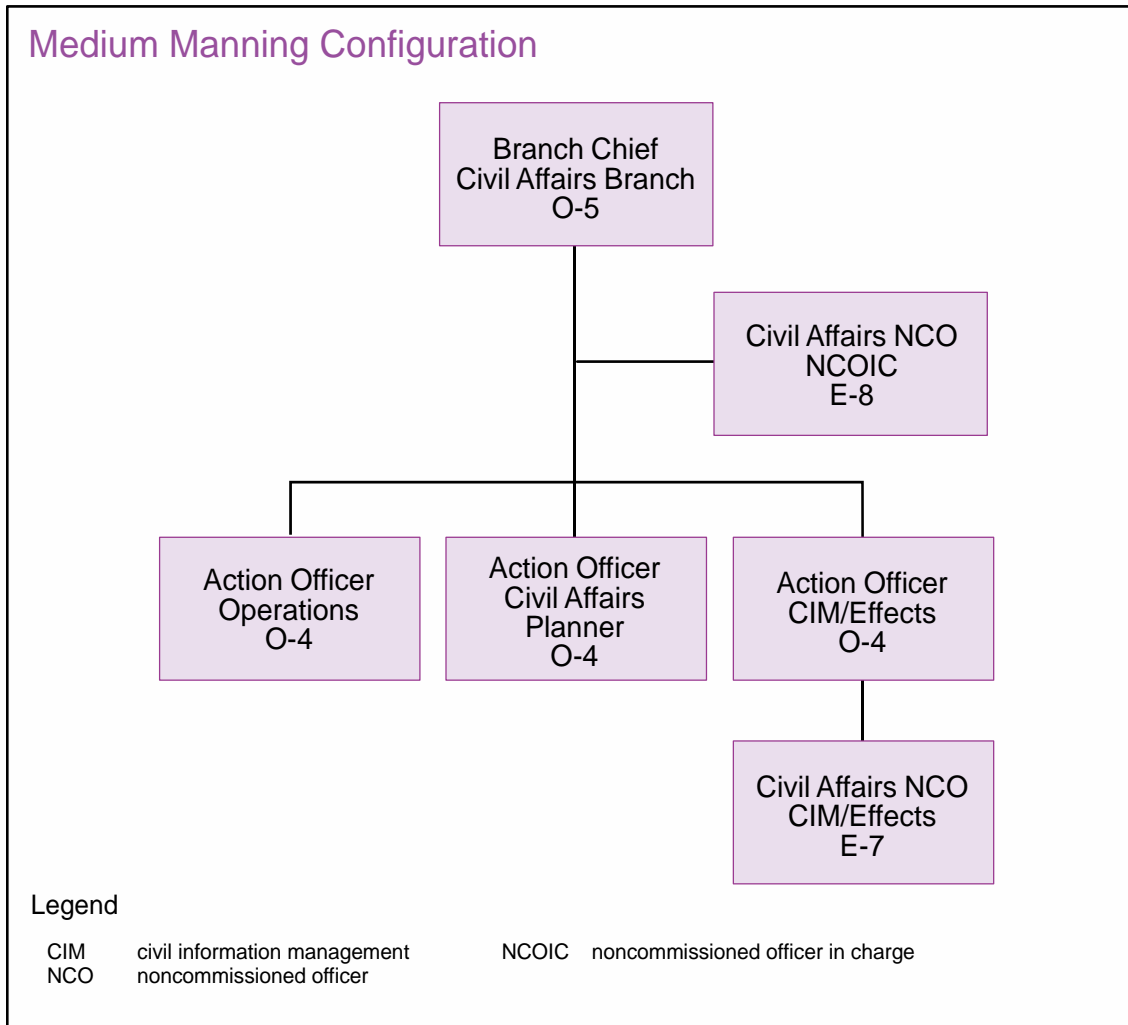 Medium Manning Configuration
Branch Chief
Civil Affairs Branch
O-5
Civil Affairs NCO
NCOIC
E-8
Action Officer
Operations
O-4
Action Officer
Civil Affairs
Planner
O-4
Action Officer
CIM/Effects
O-4
Civil Affairs NCO
CIM/Effects
E-7
Legend
CIM civil information management
NCO noncommissioned officer
NCOIC noncommissioned officer in charge